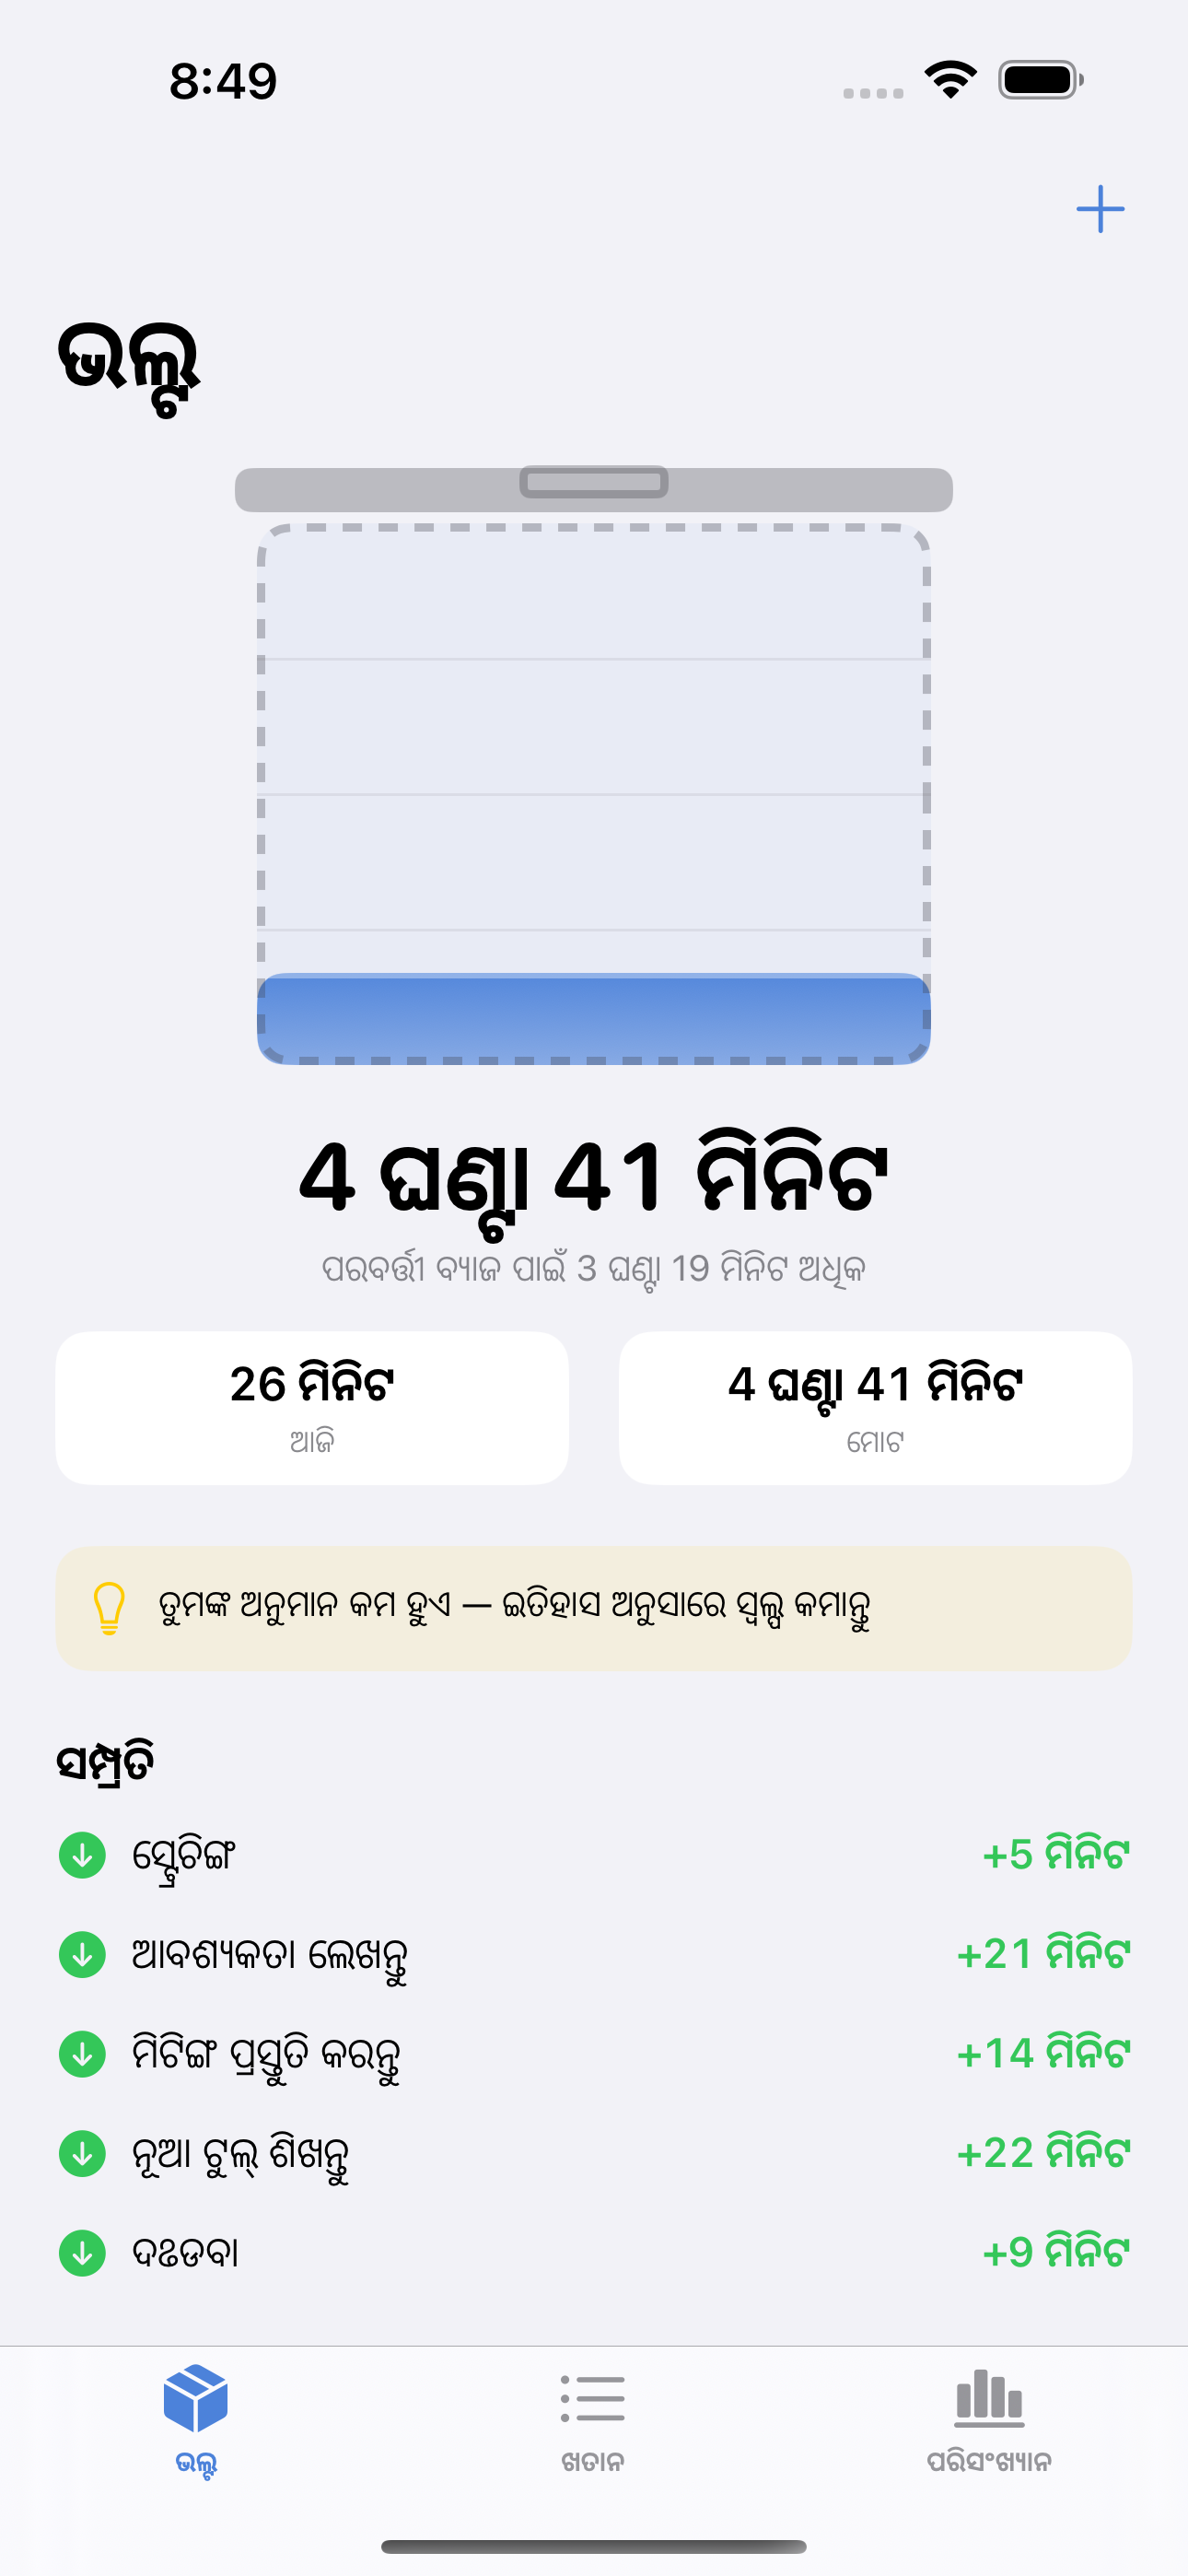 8:49
ଭଲ୍ଟ
4 ଘଣ୍ଟା 41 ମିନିଟ
ପରବର୍ତ୍ତୀ ବ୍ୟାଜ ପାଇଁ 3 ଘଣ୍ଟା 19 ମିନିଟ ଅଧିକ
26 ମିନିଟ
ଆଜି
4 ଘଣ୍ଟା 41 ମିନିଟ
ମୋଟ
ତୁମଙ୍କ ଅନୁମାନ କମ ହୁଏ — ଇତିହାସ ଅନୁସାରେ ସ୍ୱଲ୍ପ କମାନ୍ତୁ
ସମ୍ପ୍ରତି
ସ୍ଟ୍ରେଚିଙ୍ଗ +5 ମିନିଟ
ଆବଶ୍ୟକତା ଲେଖନ୍ତୁ +21 ମିନିଟ
ମିଟିଙ୍ଗ ପ୍ରସ୍ତୁତି କରନ୍ତୁ +14 ମିନିଟ
ନୂଆ ଟୁଲ୍ ଶିଖନ୍ତୁ +22 ମିନିଟ
ଦଉଡବା +9 ମିନିଟ
ଭଲ୍ଟ ଖତାନ ପରିସଂଖ୍ୟାନ